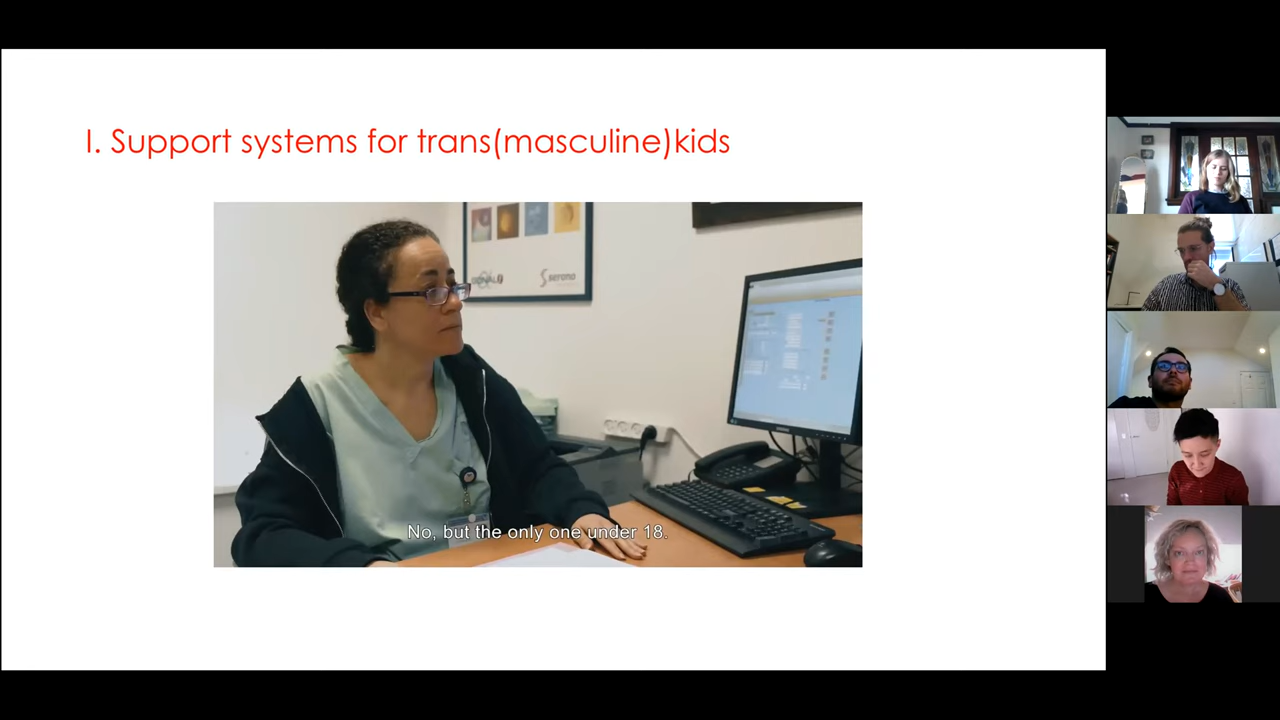 I. Support systems for trans(masculine)kids
serono
No, but the only one under 18.